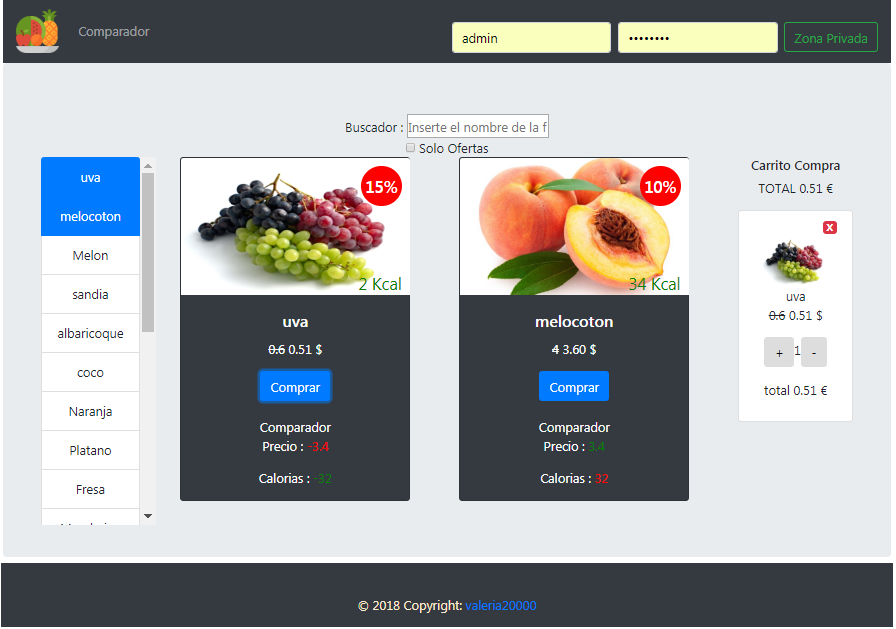 Comparador
admin
••••••••
Zona Privada
Buscador :
Inserte el nombre de la f
Solo Ofertas
uva
melocoton
Melon
sandia
albaricoque
coco
Naranja
Platano
Fresa
15%
2 Kcal
uva
0.6 0.51 $
Comprar
Comparador
Precio : -3.4
Calorias : -32
10%
34 Kcal
melocoton
4 3.60 $
Comprar
Comparador
Precio : 3.4
Calorias : 32
Carrito Compra
TOTAL 0.51 €
x
uva
0.6 0.51 $
+ 1 -
total 0.51 €
© 2018 Copyright: valeria20000